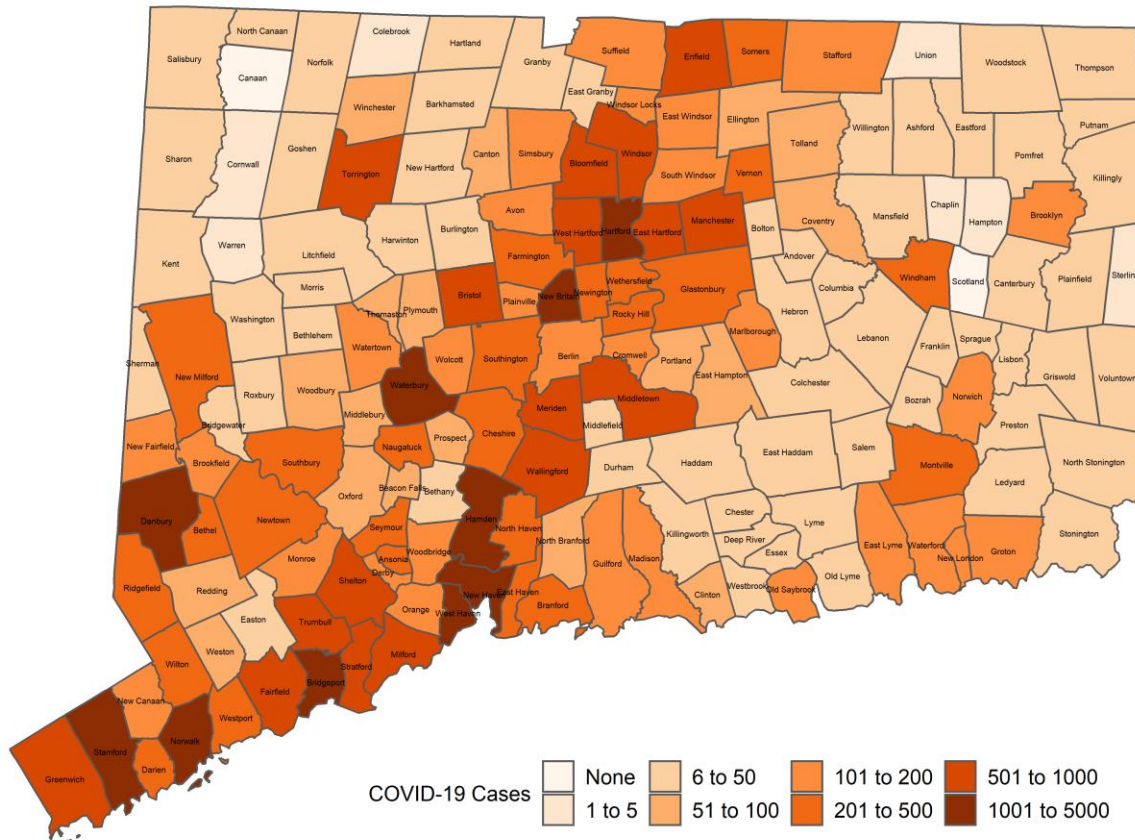 North Canaan
Colebrook
Hartland
Salisbury
Norfolk
Canaan
Granby
Suffield
Enfield
Somers
Stafford
Union
Woodstock
Thompson
East Granby
Winchester
Barkhamsted
Windsor Locks
East Windsor
Ellington
Willington
Ashford
Eastford
Putnam
Sharon
Cornwall
Goshen
Torrington
New Hartford
Canton
Simsbury
Bloomfield
Windsor
South Windsor
Vernon
Tolland
Pomfret
Killingly
Kent
Warren
Litchfield
Harwinton
Burlington
Avon
West Hartford
Hartford
East Hartford
Manchester
Bolton
Coventry
Mansfield
Chaplin
Hampton
Brooklyn
Farmington
Andover
Morris
Bristol
Plainville
New Britain
Newington
Wethersfield
Glastonbury
Columbia
Windham
Scotland
Canterbury
Plainfield
Sterling
Washington
Bethlehem
Thomaston
Plymouth
Rocky Hill
Hebron
Marlborough
Lebanon
Sherman
New Milford
Watertown
Wolcott
Southington
Berlin
Cromwell
Portland
East Hampton
Franklin
Sprague
Lisbon
Griswold
Voluntown
Roxbury
Woodbury
Waterbury
Middlebury
Colchester
Bozrah
Norwich
Preston
Bridgewater
New Fairfield
Brookfield
Southbury
Naugatuck
Prospect
Cheshire
Meriden
Middletown
Middlefield
Wallingford
Durham
Haddam
East Haddam
Salem
Montville
North Stonington
Ledyard
Danbury
Bethel
Newtown
Oxford
Beacon Falls
Bethany
Hamden
Seymour
North Haven
North Branford
Killingworth
Chester
Deep River
Essex
Lyme
Stonington
Monroe
Ansonia
Derby
Woodbridge
Guilford
Madison
East Lyme
Waterford
New London
Groton
Ridgefield
Redding
Shelton
Orange
West Haven
New Haven
East Haven
Branford
Clinton
Westbrook
Old Saybrook
Old Lyme
Easton
Trumbull
Weston
Wilton
Milford
Stratford
Bridgeport
Fairfield
New Canaan
Westport
Norwalk
Stamford
Darien
Greenwich
COVID-19 Cases
None
6 to 50
101 to 200
501 to 1000
1 to 5
51 to 100
201 to 500
1001 to 5000